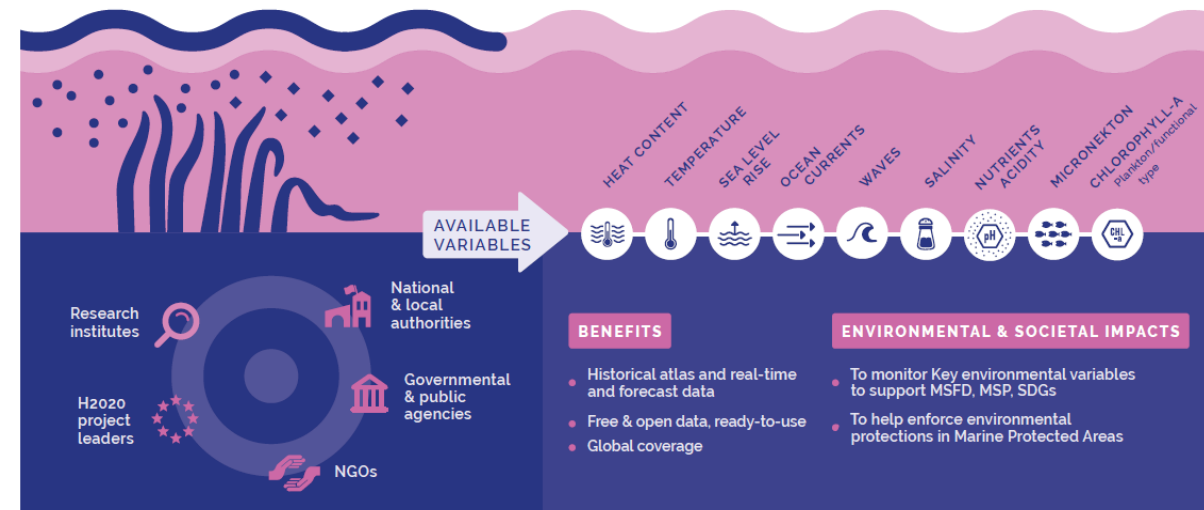 HEAT CONTENT
TEMPERATURE
SEA LEVEL
RISE
OCEAN
CURRENTS
WAVES
SALINITY
NUTRIENTS
ACIDITY
MICRONEKTON
CHLOROPHYLL-A
Plankton/functional
type
AVAILABLE
VARIABLES
pH
CHL
-a
Research
institutes
National
& local
authorities
H2020
project
leaders
Governmental
& public
agencies
NGOs
BENEFITS
Historical atlas and real-time
and forecast data
Free & open data, ready-to-use
Global coverage
ENVIRONMENTAL & SOCIETAL IMPACTS
To monitor Key environmental variables
to support MSFD, MSP, SDGs
To help enforce environmental
protections in Marine Protected Areas